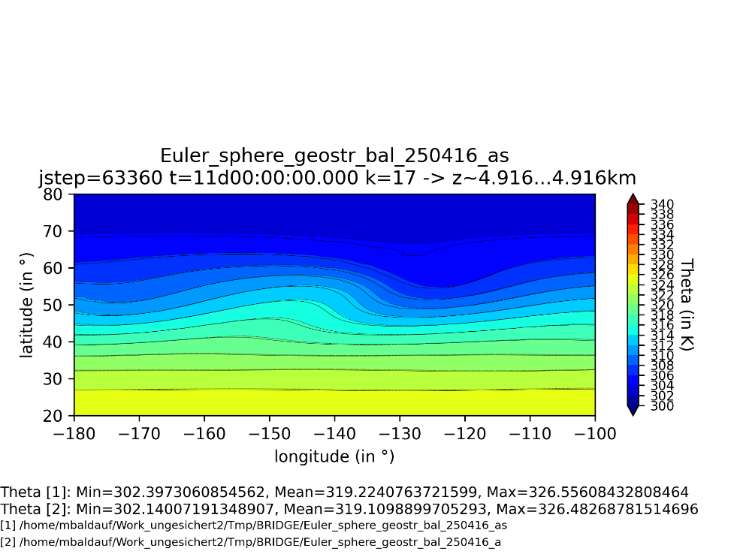 Euler_sphere_geostr_bal_250416_as
jstep=63360 t=11d00:00:00.000 k=17 -> z~4.916...4.916km
80
70
60
50
40
30
20
latitude (in °)
−180 −170 −160 −150 −140 −130 −120 −110 −100
longitude (in °)
340
338
336
334
332
330
328
326
324
322
320
318
316
314
312
310
308
306
304
302
300
Theta (in K)
Theta [1]: Min=302.3973060854562, Mean=319.2240763721599, Max=326.55608432808464
Theta [2]: Min=302.14007191348907, Mean=319.1098899705293, Max=326.48268781514696
[1] /home/mbaldauf/Work_ungesichert2/Tmp/BRIDGE/Euler_sphere_geostr_bal_250416_as
[2] /home/mbaldauf/Work_ungesichert2/Tmp/BRIDGE/Euler_sphere_geostr_bal_250416_a